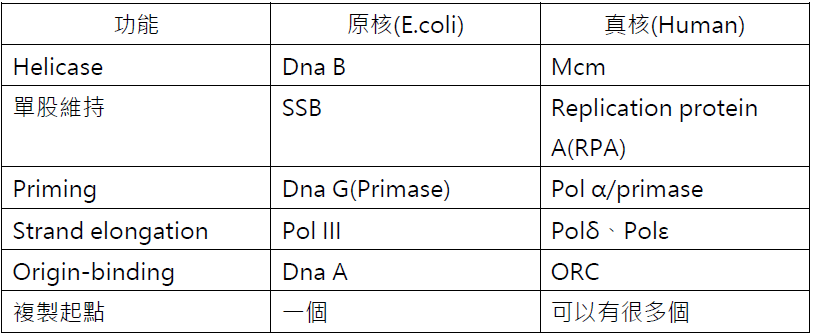 功能 原核(E.coli) 真核(Human)
Helicase Dna B Mcm
單股維持 SSB Replication protein
A(RPA)
Priming Dna G(Primase) Pol α/primase
Strand elongation Pol III Polδ、Polε
Origin-binding Dna A ORC
複製起點 一個 可以有很多個